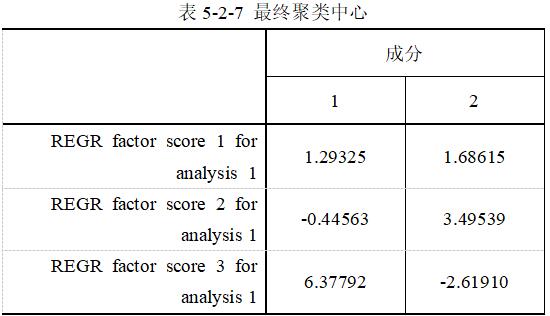 表 5-2-7 最终聚类中心
成分
1 2
REGR factor score 1 for
analysis 1
1.29325 1.68615
REGR factor score 2 for
analysis 1
-0.44563 3.49539
REGR factor score 3 for
analysis 1
6.37792 -2.61910